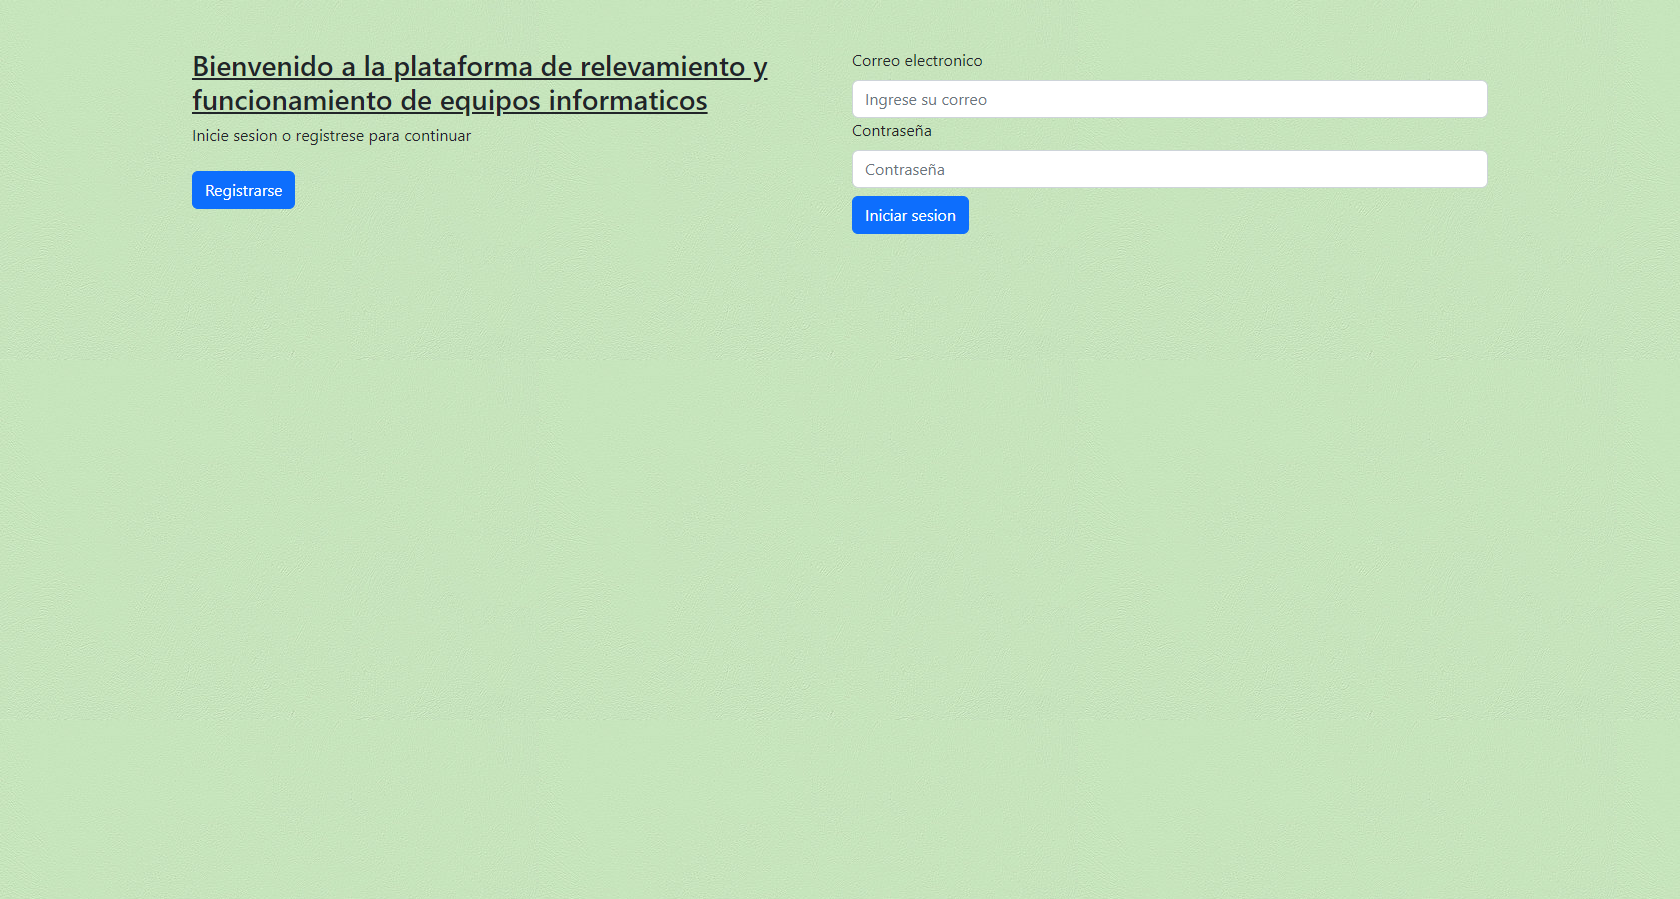 Bienvenido a la plataforma de relevamiento y
funcionamiento de equipos informaticos
Inicie sesion o registrese para continuar
Registrarse
Correo electronico
Ingrese su correo
Contraseña
Contraseña
Iniciar sesion